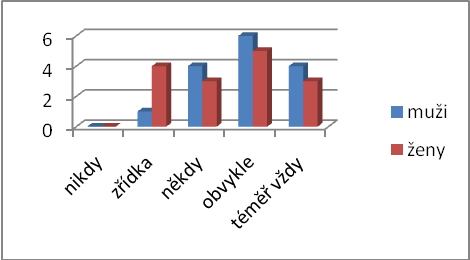 6
4
2
0
nikdy
zřídka
někdy
obvykle
téměř vždy
muži
ženy